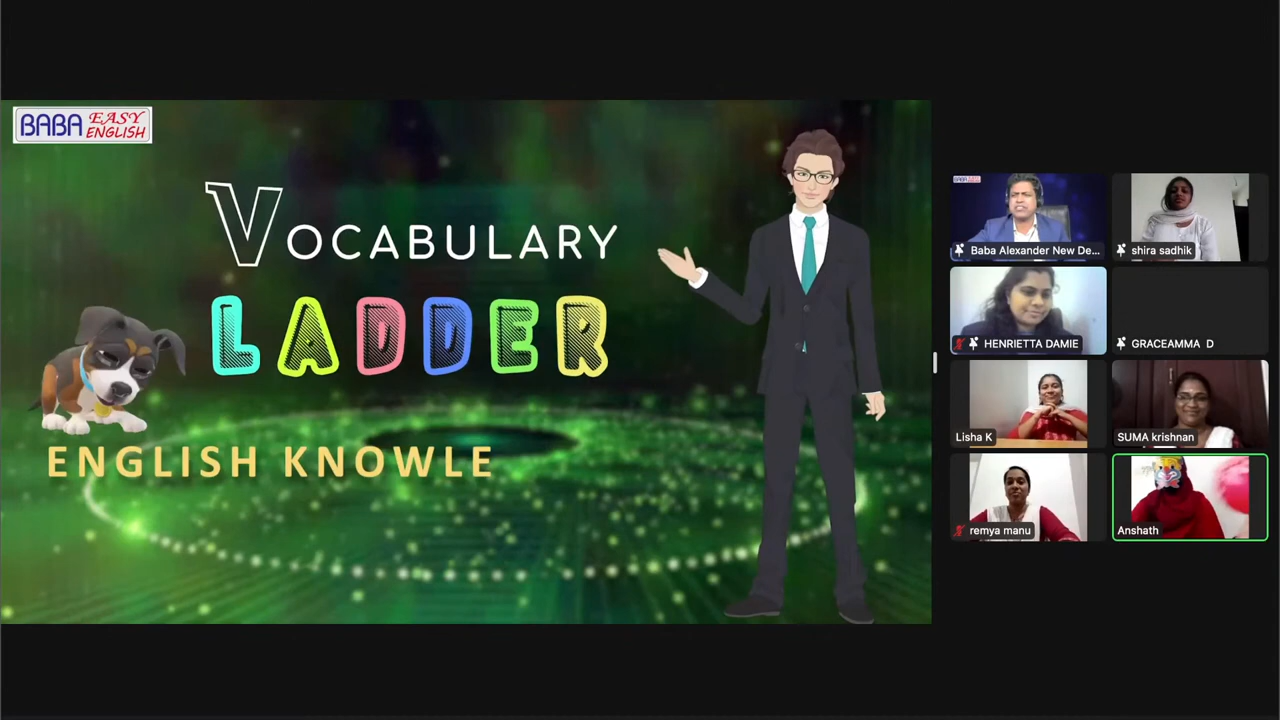 BABA EASY ENGLISH
VOCABULARY
LADDER
ENGLISH KNOWLE
Baba Alexander New De...
shira sadhik
HENRIETTA DAMIE
GRACEAMMA D
Lisha K
SUMA krishnan
remya manu
Anshath